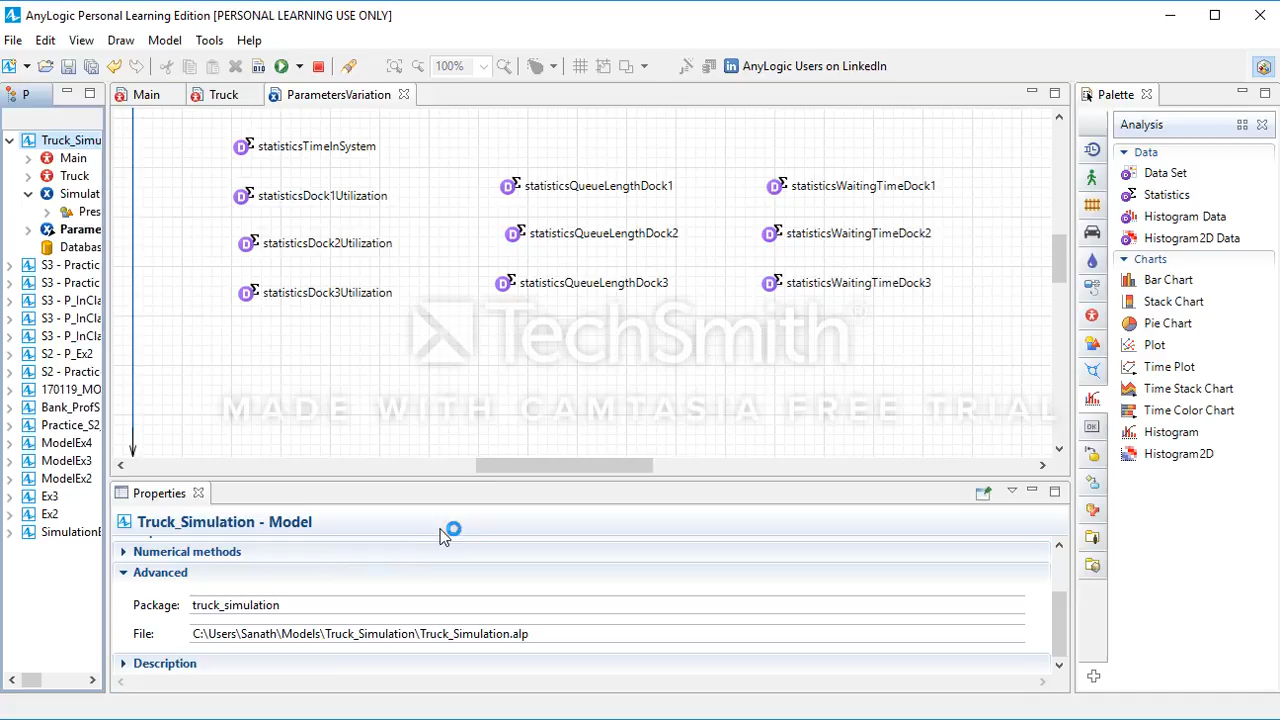 AnyLogic Personal Learning Edition [PERSONAL LEARNING USE ONLY]
File Edit View Draw Model Tools Help
100% AnyLogic Users on LinkedIn
P
Main Truck ParametersVariation
Palette
Truck_Simu
Main
Truck
Simulat
Pres
Parame
Databas
S3 - Practic
S3 - Practic
S3 - P_InCla
S3 - P_InCla
S3 - P_InCla
S2 - P_Ex2
S2 - Practic
170119_MO
Bank_ProfS
Practice_S2_
ModelEx4
ModelEx3
ModelEx2
Ex3
Ex2
SimulationE
statisticsTimeInSystem
statisticsDock1Utilization
statisticsDock2Utilization
statisticsDock3Utilization
statisticsQueueLengthDock1
statisticsQueueLengthDock2
statisticsQueueLengthDock3
statisticsWaitingTimeDock1
statisticsWaitingTimeDock2
statisticsWaitingTimeDock3
TechSmith®
MADE WITH CAMTASIA FREE TRIAL
Properties
Truck_Simulation - Model
Numerical methods
Advanced
Package: truck_simulation
File: C:\Users\Sanath\Models\Truck_Simulation\Truck_Simulation.alp
Description
Analysis
Data
Data Set
Statistics
Histogram Data
Histogram2D Data
Charts
Bar Chart
Stack Chart
Pie Chart
Plot
Time Plot
Time Stack Chart
Time Color Chart
Histogram
Histogram2D